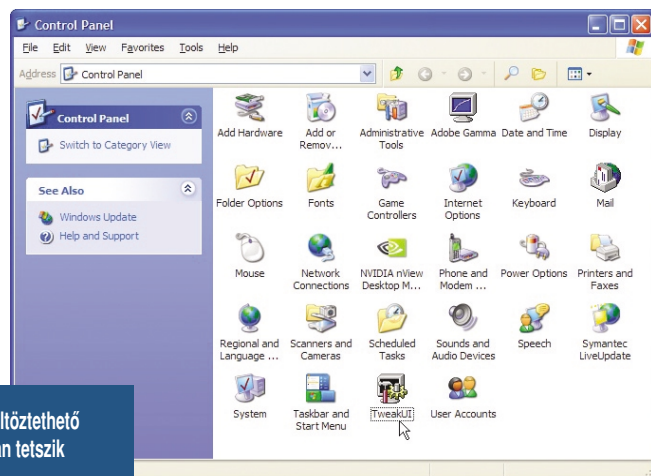 Control Panel
File Edit View Favorites Tools Help
Address Control Panel
Control Panel
Switch to Category View
See Also
Windows Update
Help and Support
Add Hardware
Add or Remov...
Administrative Tools
Adobe Gamma
Date and Time
Display
Folder Options
Fonts
Game Controllers
Internet Options
Keyboard
Mail
Mouse
Network Connections
NVIDIA nView Desktop M...
Phone and Modem ...
Power Options
Printers and Faxes
Regional and Language ...
Scanners and Cameras
Scheduled Tasks
Sounds and Audio Devices
Speech
Symantec LiveUpdate
System
Taskbar and Start Menu
TweakUI
User Accounts
tetszik